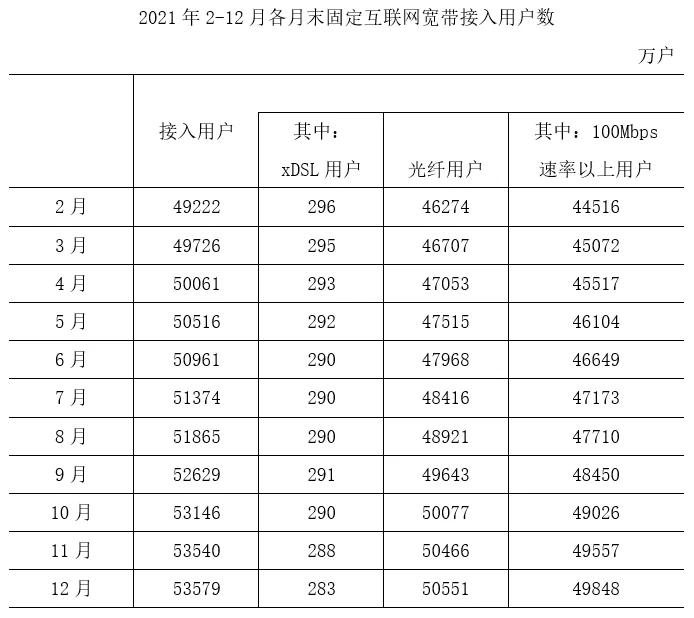 2021 年 2-12 月各月末固定互联网宽带接入用户数
万户
接入用户 其中： 其中：100Mbps
xDSL 用户 光纤用户 速率以上用户
2 月 49222 296 46274 44516
3 月 49726 295 46707 45072
4 月 50061 293 47053 45517
5 月 50516 292 47515 46104
6 月 50961 290 47968 46649
7 月 51374 290 48416 47173
8 月 51865 290 48921 47710
9 月 52629 291 49643 48450
10 月 53146 290 50077 49026
11 月 53540 288 50466 49557
12 月 53579 283 50551 49848